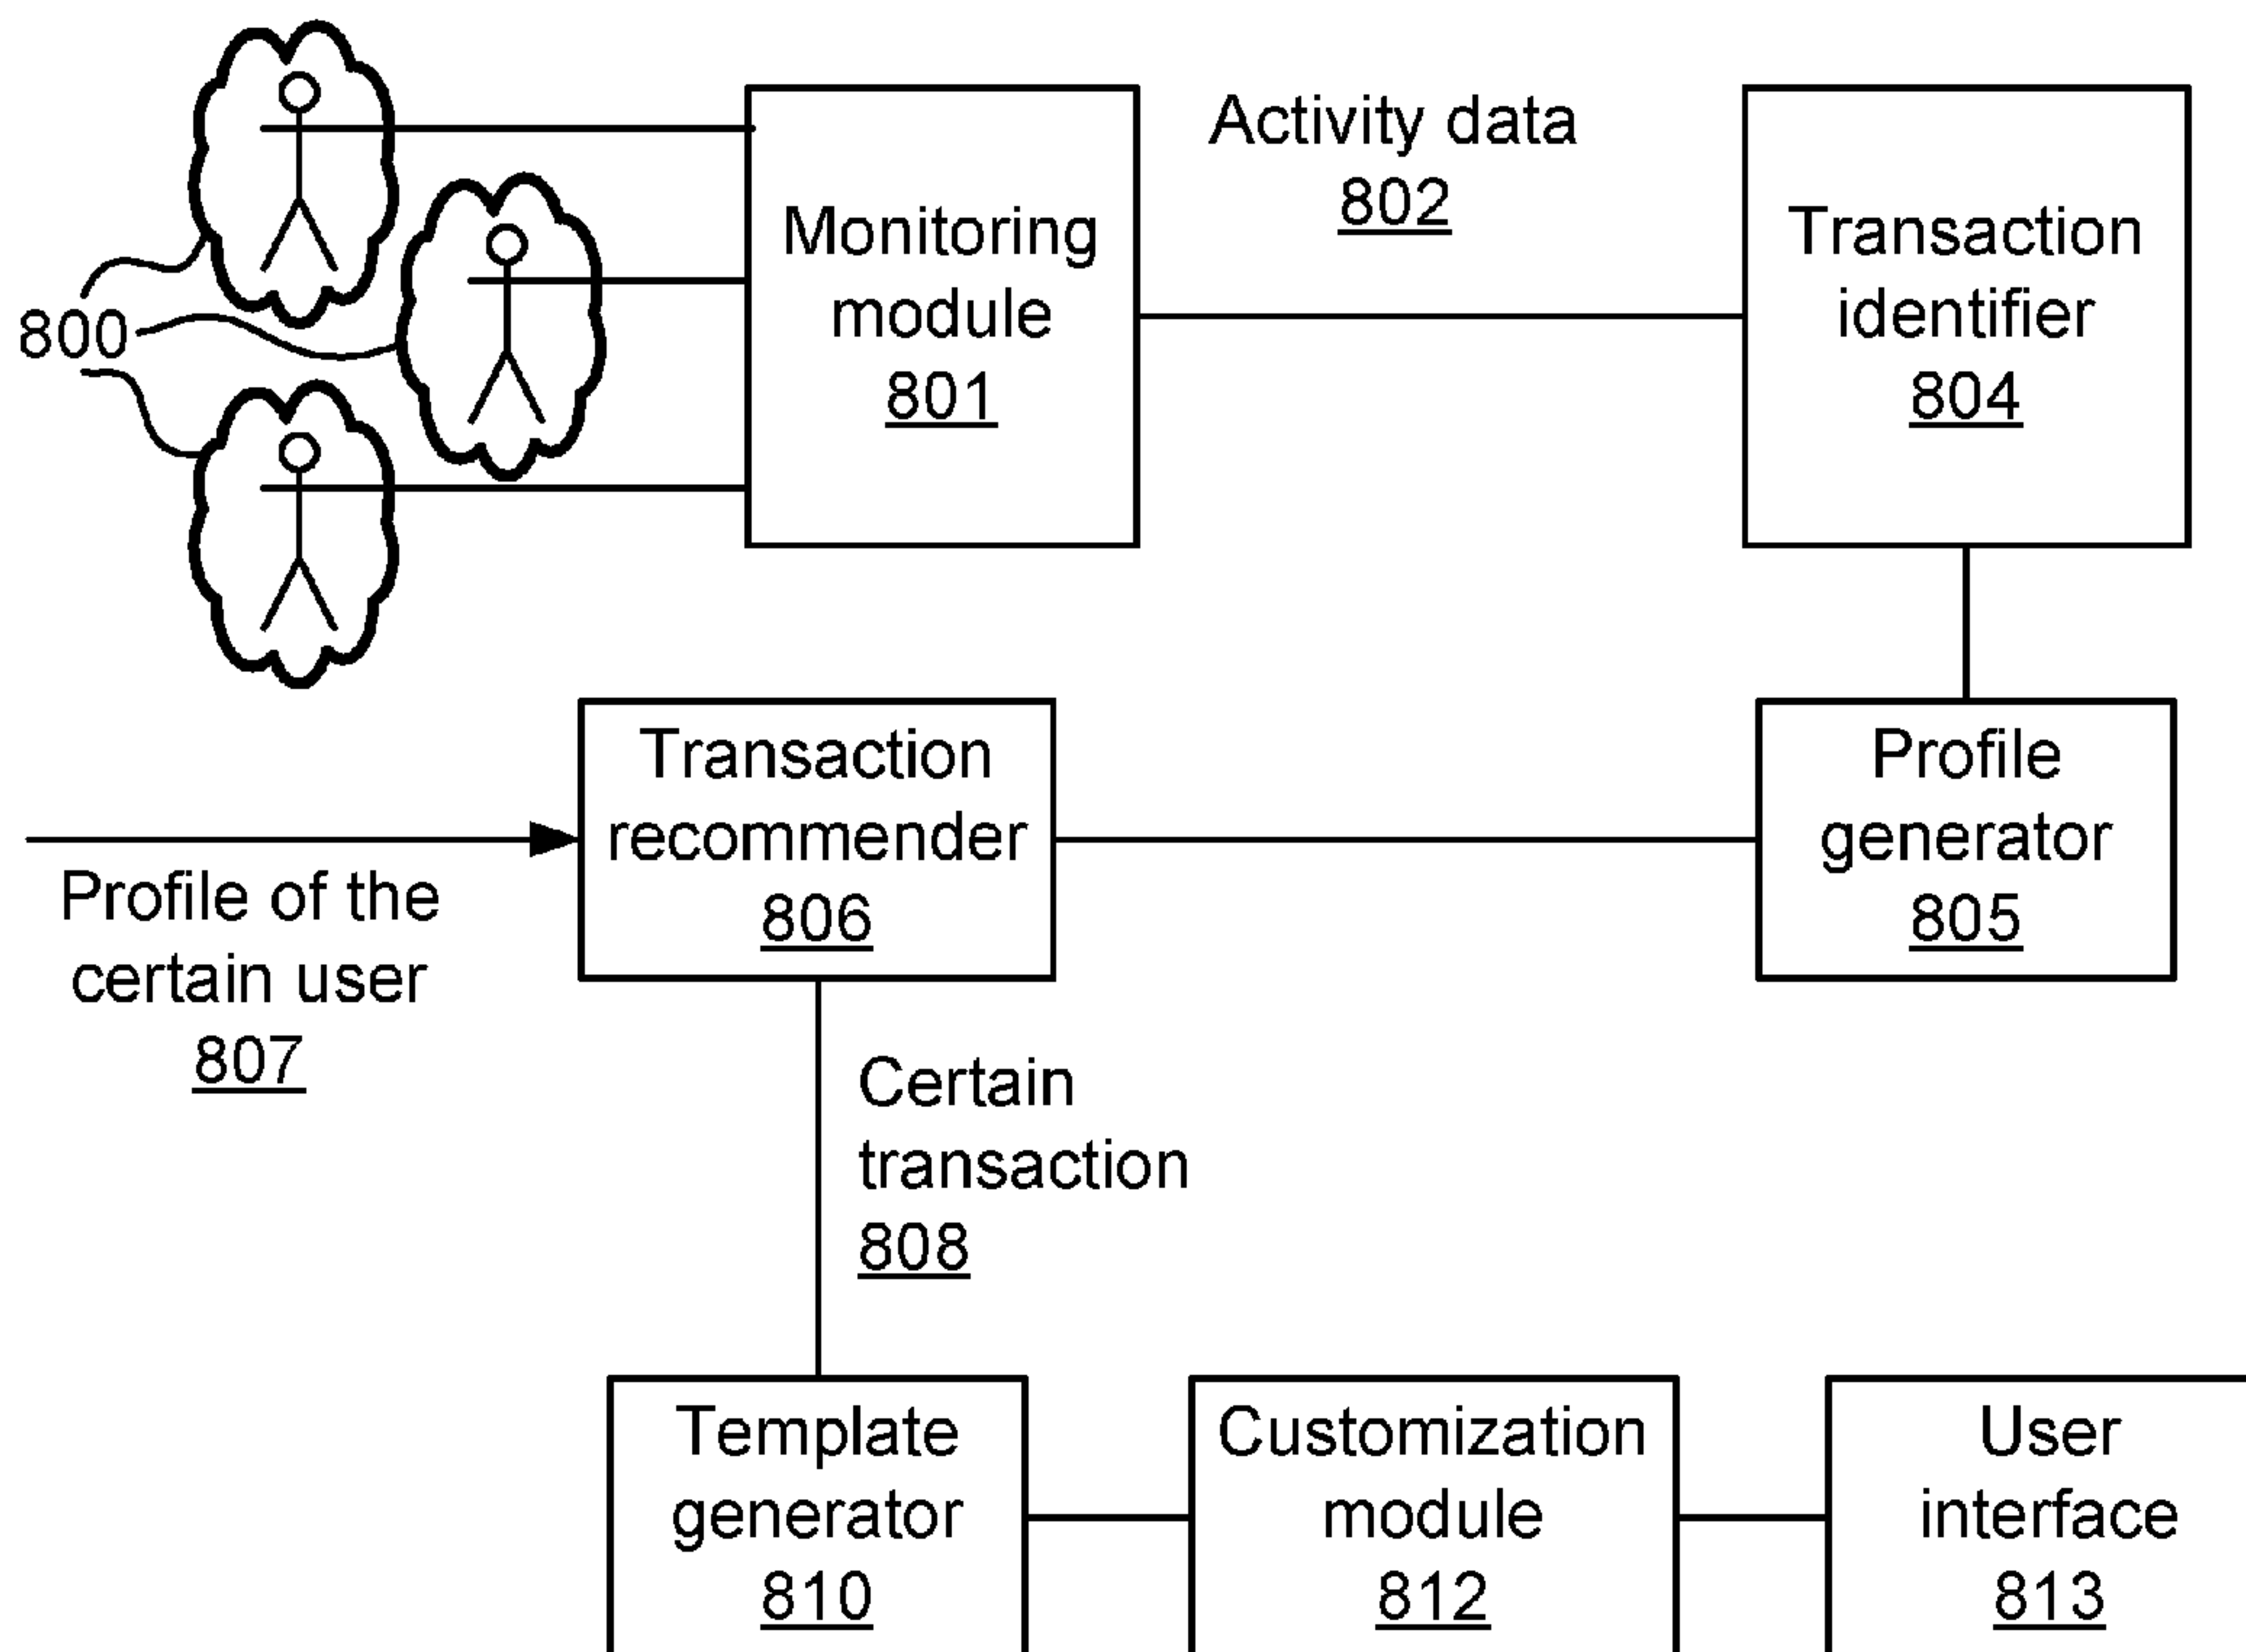 Activity data
802
Monitoring
module
801
Transaction
identifier
804
800
Transaction
recommender
806
Profile
generator
805
Profile of the
certain user
807
Certain
transaction
808
Template
generator
810
Customization
module
812
User
interface
813